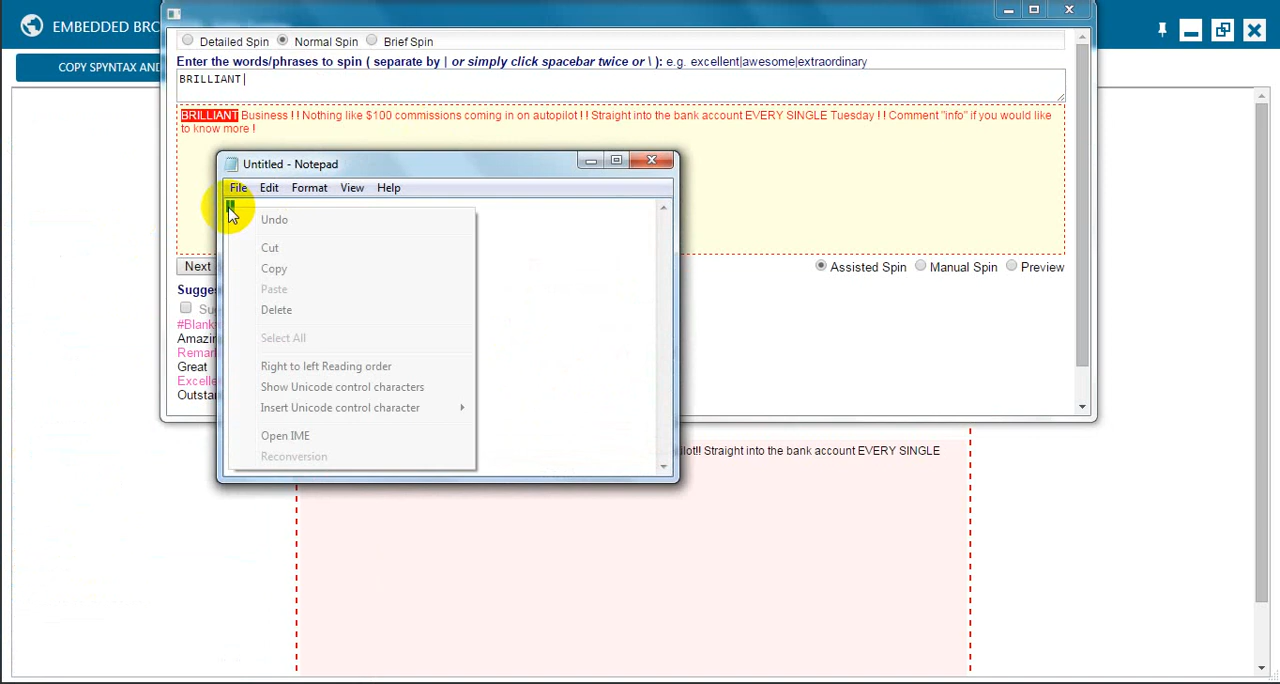 EMBEDDED BRO
COPY SPYNTAX AND
Detailed Spin Normal Spin Brief Spin
Enter the words/phrases to spin ( separate by | or simply click spacebar twice or \ ): e.g. excellent|awesome|extraordinary
BRILLIANT|
BRILLIANT Business ! ! Nothing like $100 commissions coming in on autopilot ! ! Straight into the bank account EVERY SINGLE Tuesday ! ! Comment "info" if you would like
to know more !
Untitled - Notepad
File Edit Format View Help
Undo
Cut
Copy
Paste
Delete
Select All
Right to left Reading order
Show Unicode control characters
Insert Unicode control character
Open IME
Reconversion
Next
Assisted Spin Manual Spin Preview
Sugge
Su
#Blank
Amazin
Remar
Great
Excelle
Outsta
ilot!! Straight into the bank account EVERY SINGLE